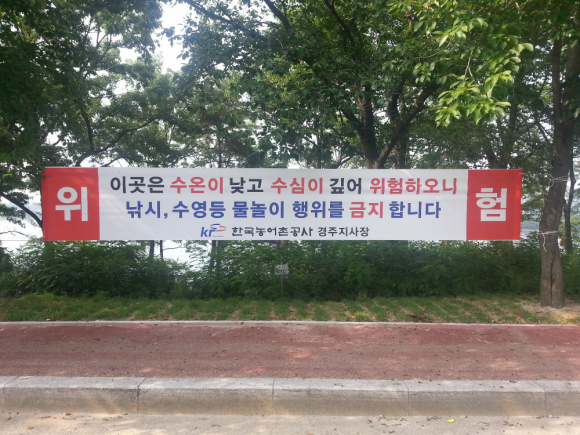 위 험
이곳은 수온이 낮고 수심이 깊어 위험하오니
낚시, 수영등 물놀이 행위를 금지합니다
한국농어촌공사 경주지사장